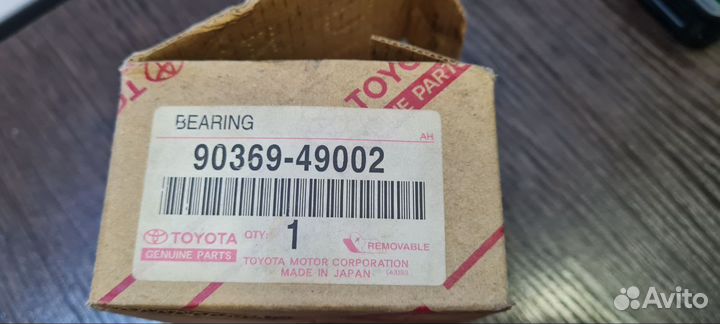 TOYOTA
TOYOTA
GENUINE PARTS
BEARING
AH
90369-49002
TOYOTA
GENUINE PARTS
QTY: 1
REMOVABLE
TOYOTA MOTOR CORPORATION
MADE IN JAPAN
Avito